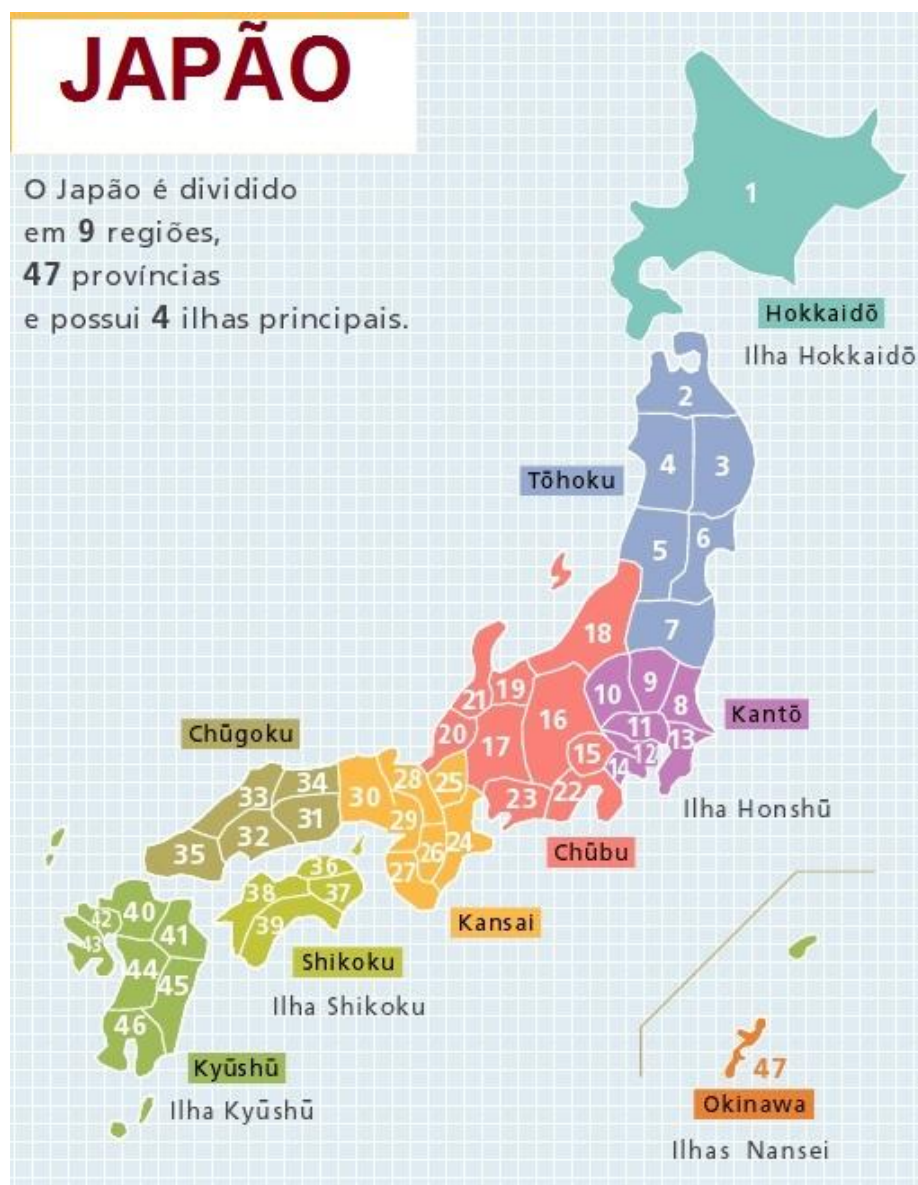 JAPÃO
O Japão é dividido
em 9 regiões,
47 províncias
e possui 4 ilhas principais.
1
Hokkaidō
Ilha Hokkaidō
2
4 3
Tōhoku
5 6
7
18
10 9 8
21 19
16
11
Kantō
20 17
15 12 13
14
Chūgoku
28 25
34
30
23 22
33 31
29
Ilha Honshū
32
35
26 24
27
Chūbu
36
38 37
39
Kansai
40
42 41
43
Shikoku
44 45
Ilha Shikoku
46
Kyūshū
Ilha Kyūshū
47
Okinawa
Ilhas Nansei